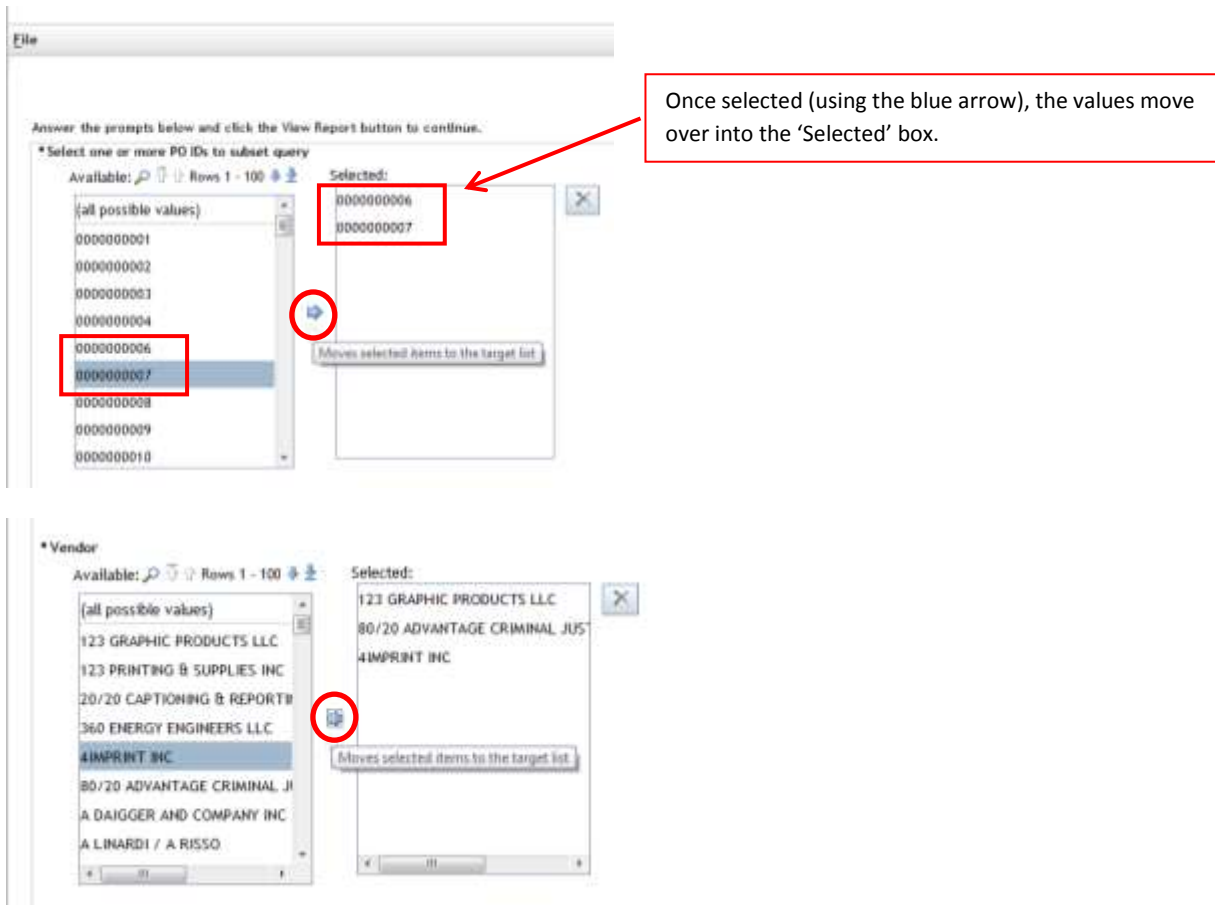 File
Once selected (using the blue arrow), the values move
over into the 'Selected' box.
Answer the prompts below and click the View Report button to continue.
*Select one or more PO IDs to subset query
Available: Rows 1 - 100
Selected:
(all possible values)
0000000001
0000000002
0000000003
0000000004
0000000006
0000000007
0000000008
0000000009
0000000010
0000000006
0000000007
Moves selected items to the target list
*Vendor
Available: Rows 1 - 100
Selected:
(all possible values)
123 GRAPHIC PRODUCTS LLC
123 PRINTING & SUPPLIES INC
20/20 CAPTIONING & REPORTI
360 ENERGY ENGINEERS LLC
4IMPRINT INC
80/20 ADVANTAGE CRIMINAL JU
A DAIGGER AND COMPANY INC
A LINARDI / A RISSO
123 GRAPHIC PRODUCTS LLC
80/20 ADVANTAGE CRIMINAL JUST
4IMPRINT INC
Moves selected items to the target list